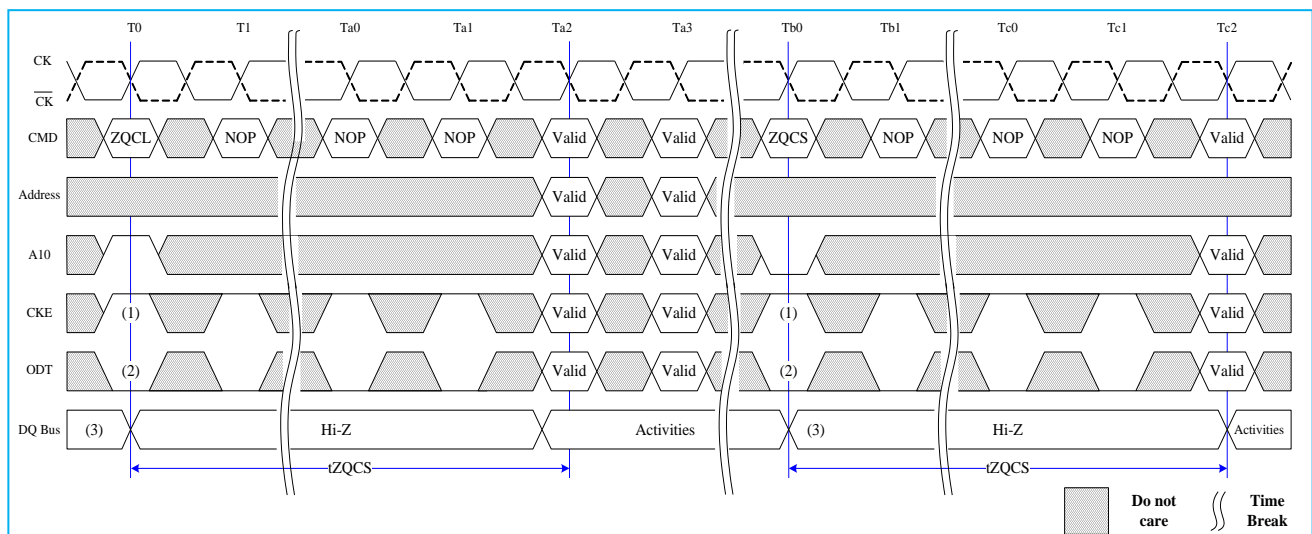 T0 T1 Ta0 Ta1 Ta2 Ta3 Tb0 Tb1 Tc0 Tc1 Tc2
CK
CK
CMD ZQCL NOP NOP NOP Valid Valid ZQCS NOP NOP NOP Valid
Address Valid Valid
A10 Valid Valid Valid
CKE (1) Valid Valid (1) Valid
ODT (2) Valid Valid (2) Valid
DQ Bus (3) Hi-Z Activities (3) Hi-Z Activities
tZQCS tZQCS
Do not care
Time Break